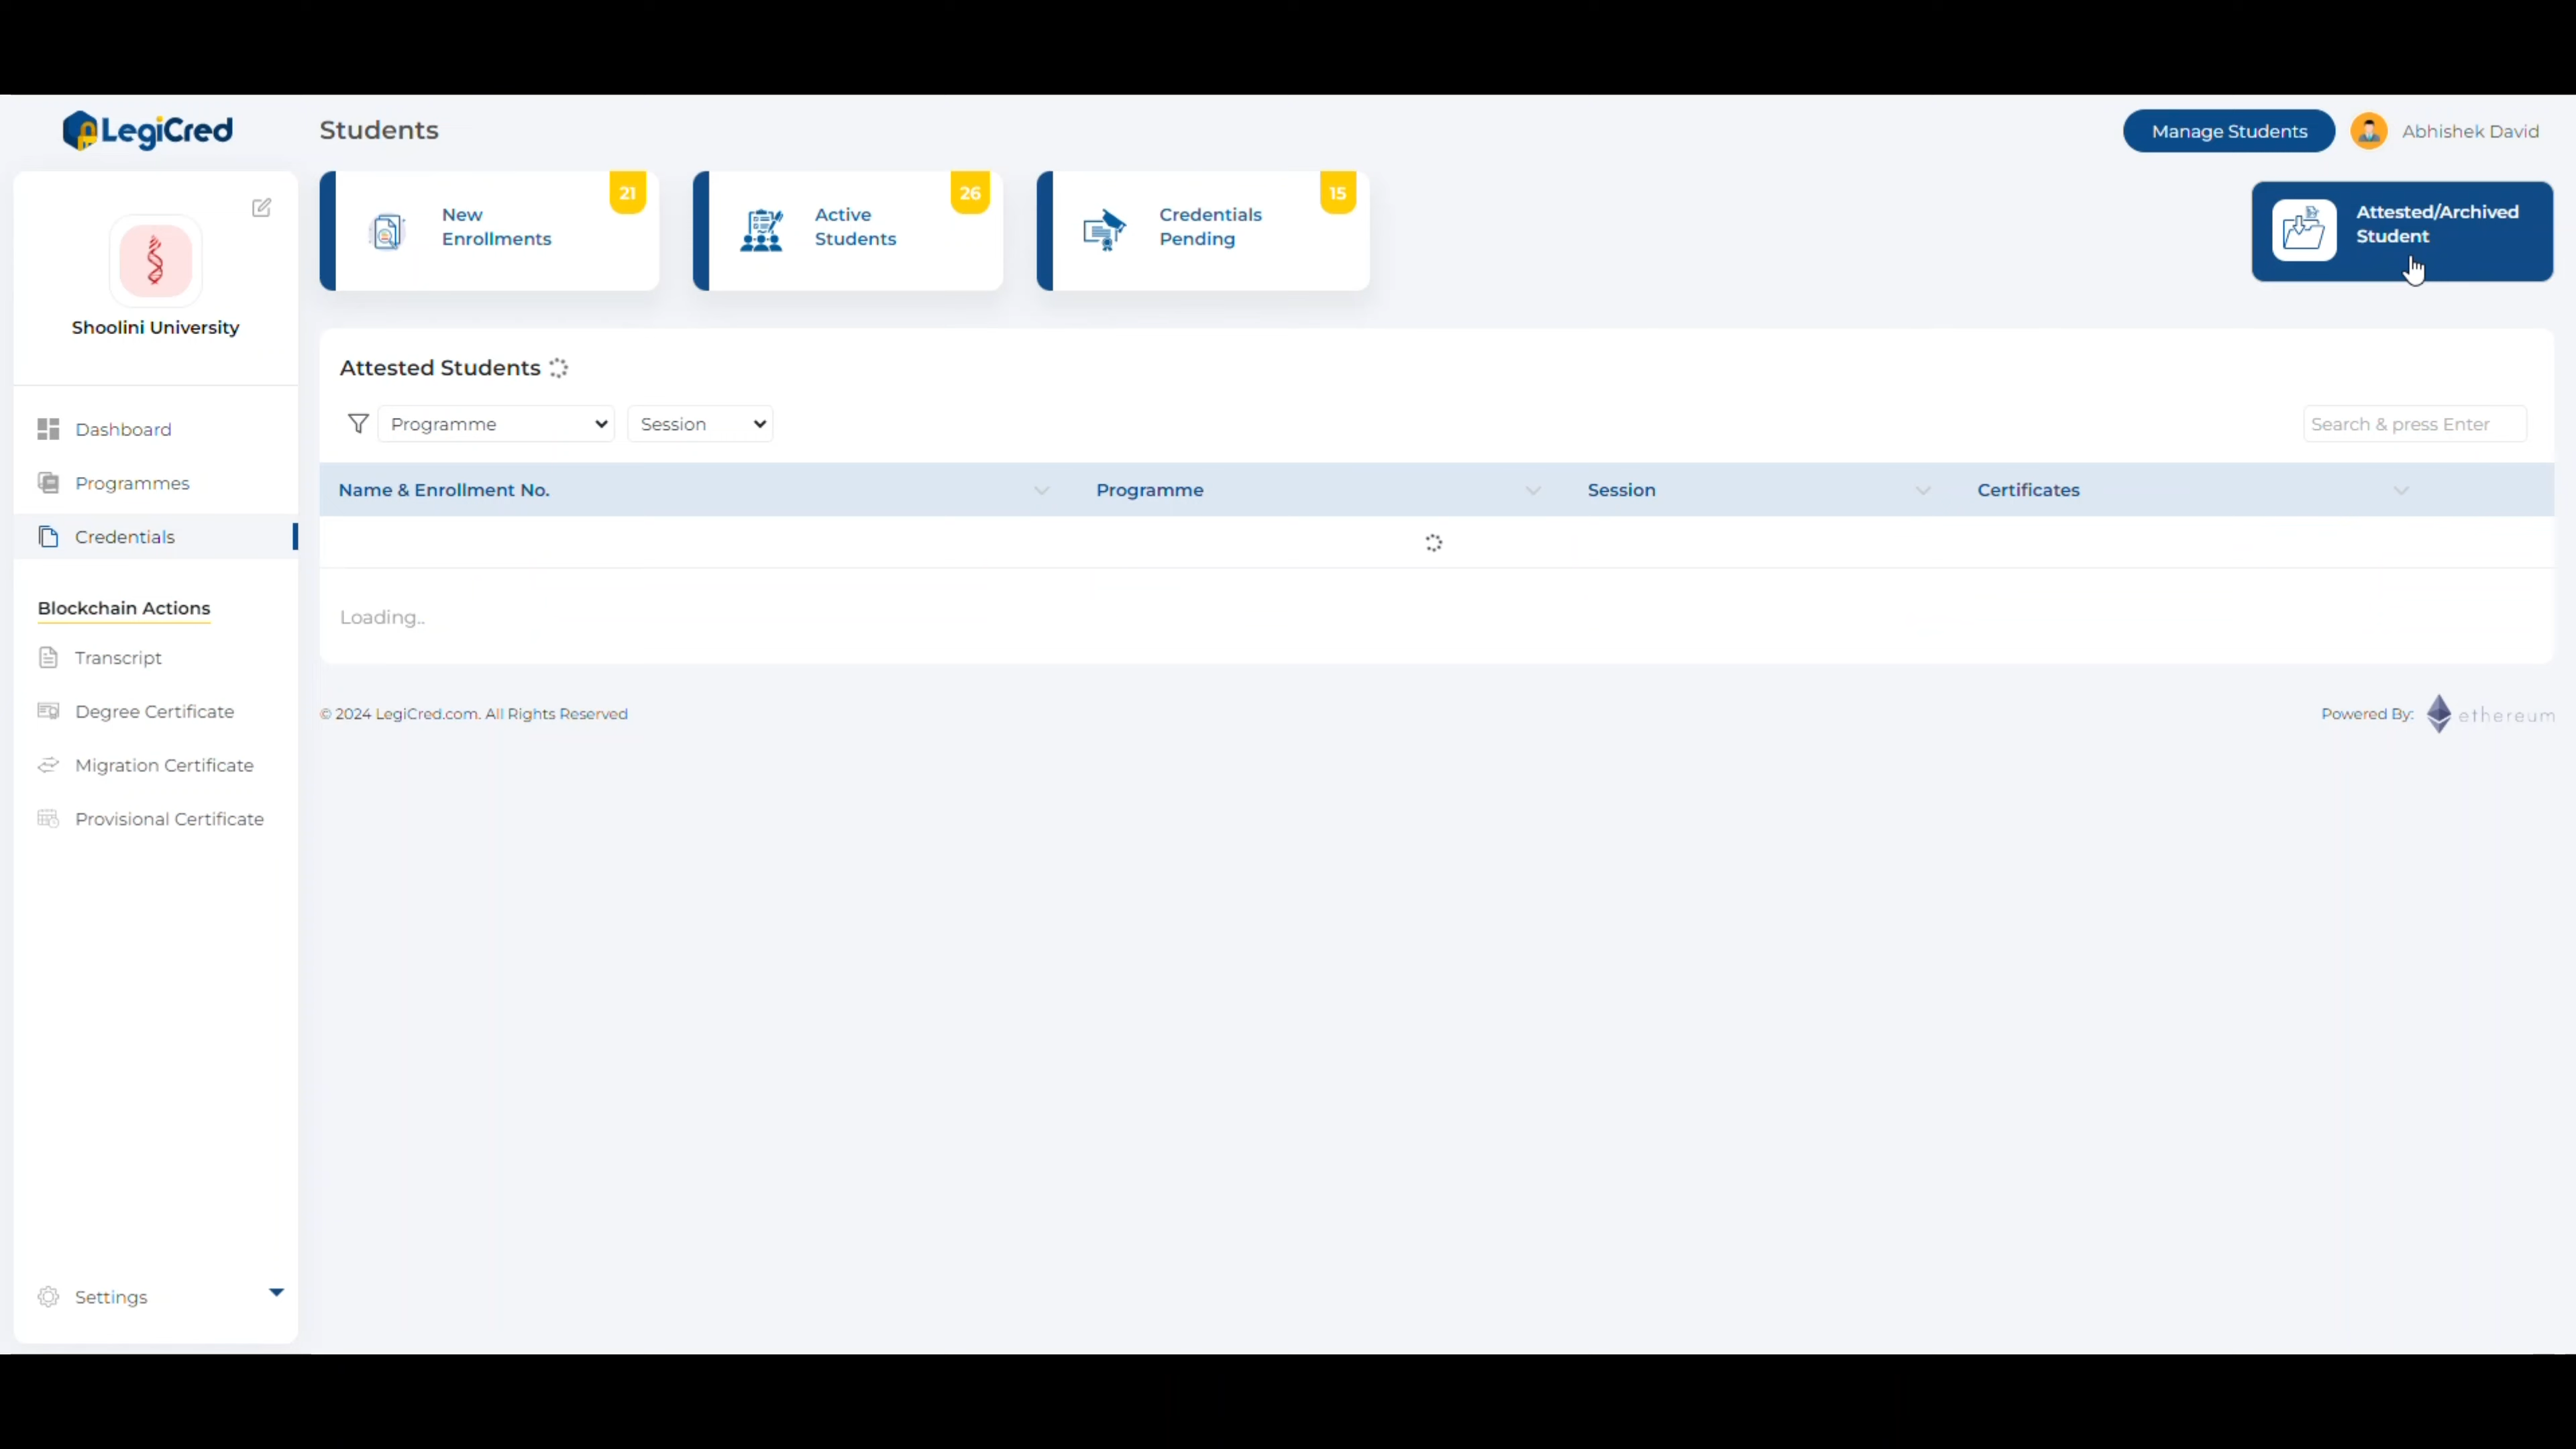 LegiCred
Students
Manage Students
Abhishek David
Shoolini University
Dashboard
Programmes
Credentials
Blockchain Actions
Transcript
Degree Certificate
Migration Certificate
Provisional Certificate
Settings
New
Enrollments
21
Active
Students
26
Credentials
Pending
15
Attested/Archived
Student
Attested Students
Programme
Session
Search & press Enter
Name & Enrollment No.
Programme
Session
Certificates
Loading..
© 2024 LegiCred.com. All Rights Reserved
Powered By:
ethereum